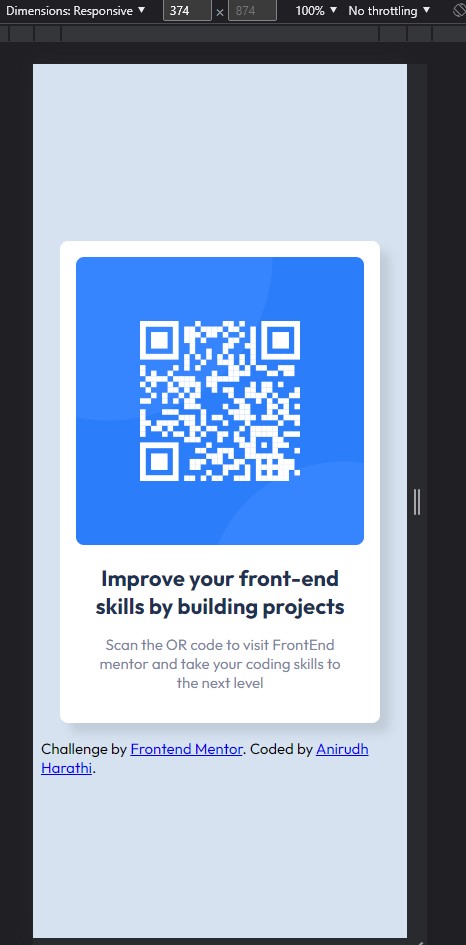 Dimensions: Responsive ▼ 374 × 874 100% ▼ No throttling ▼
Improve your front-end
skills by building projects
Scan the OR code to visit FrontEnd
mentor and take your coding skills to
the next level
Challenge by Frontend Mentor. Coded by Anirudh
Harathi.